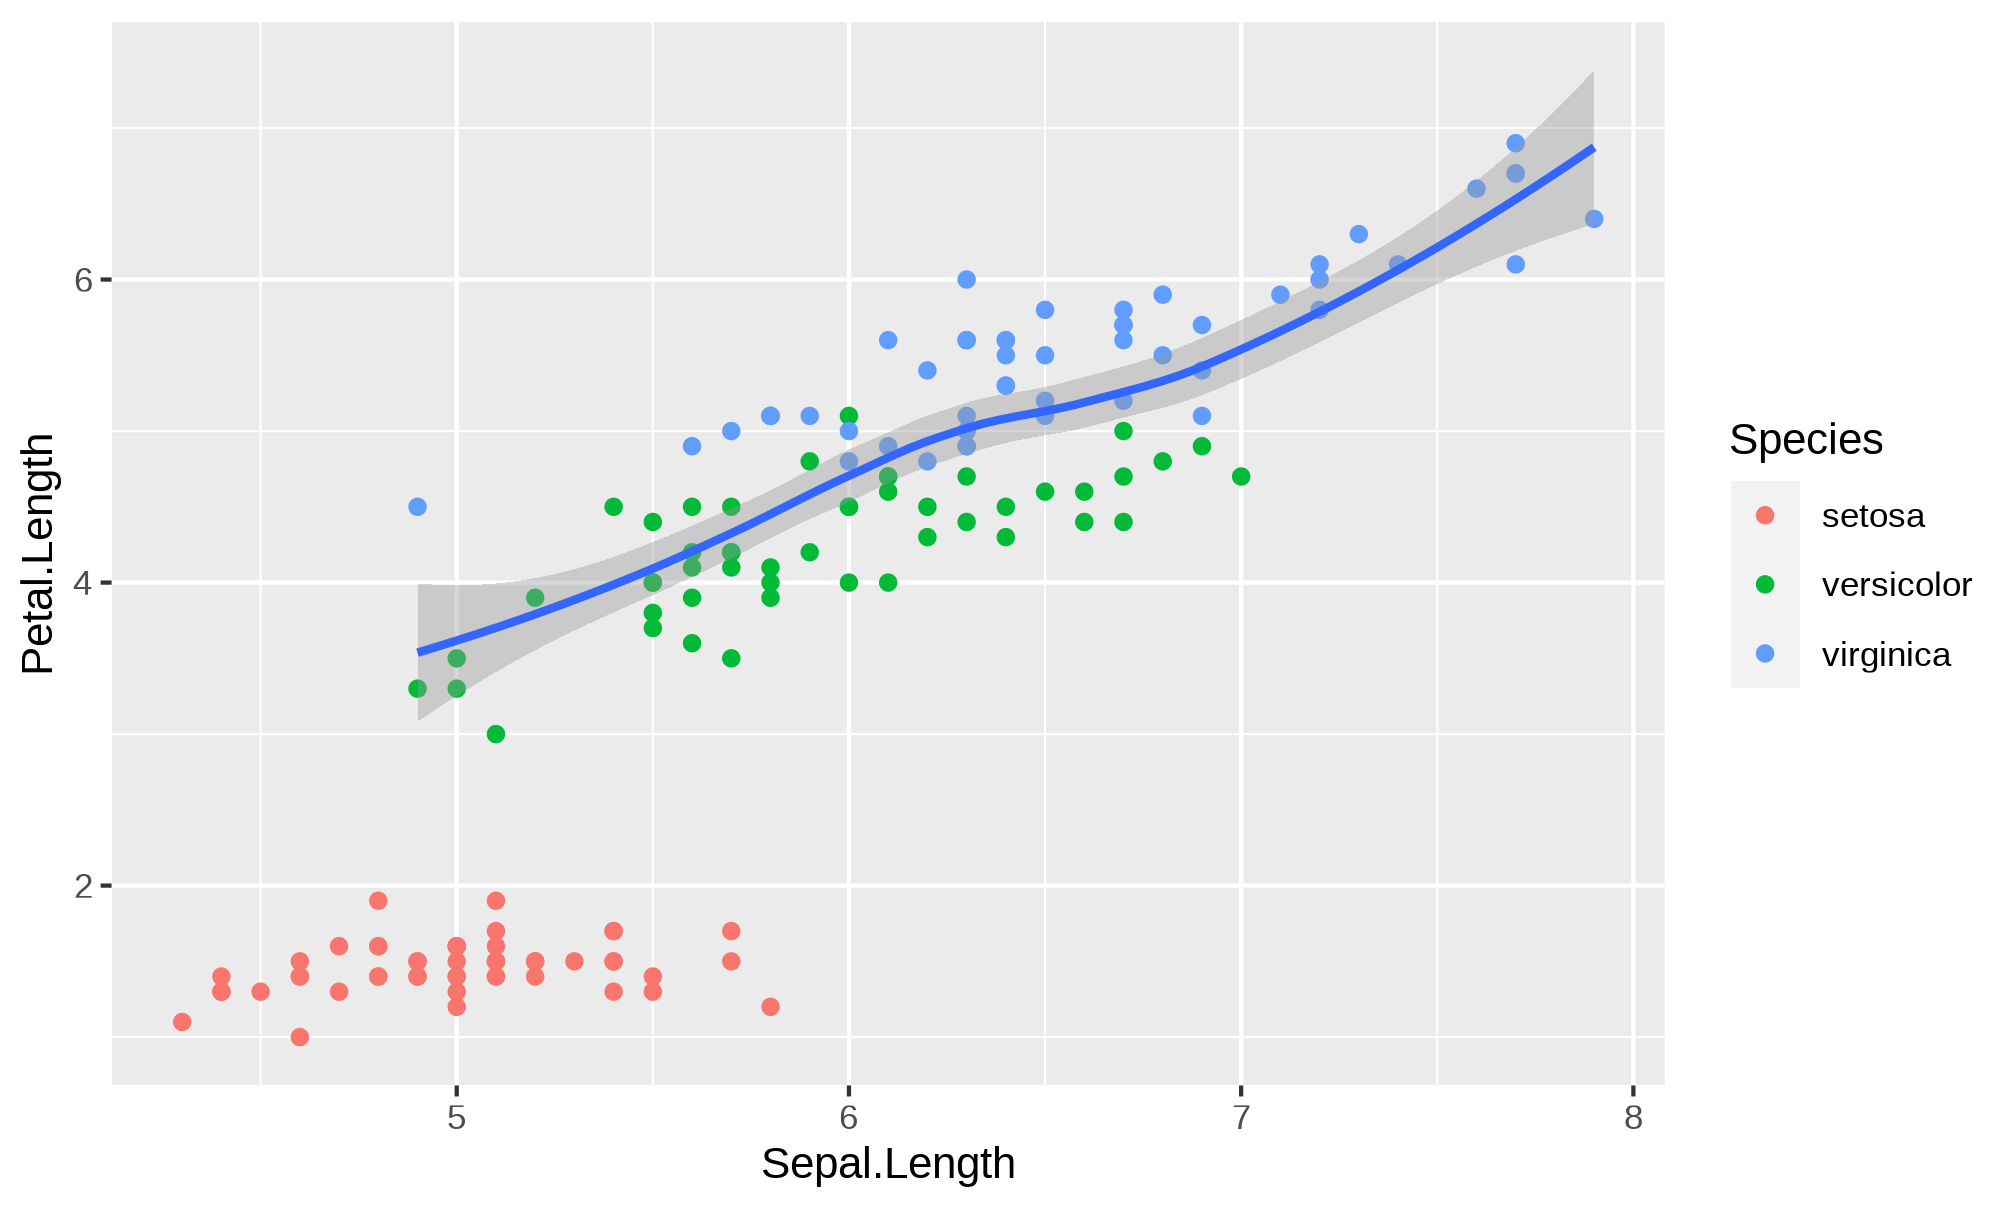 Petal.Length
6
4
2
5 6 7 8
Sepal.Length
Species
setosa
versicolor
virginica